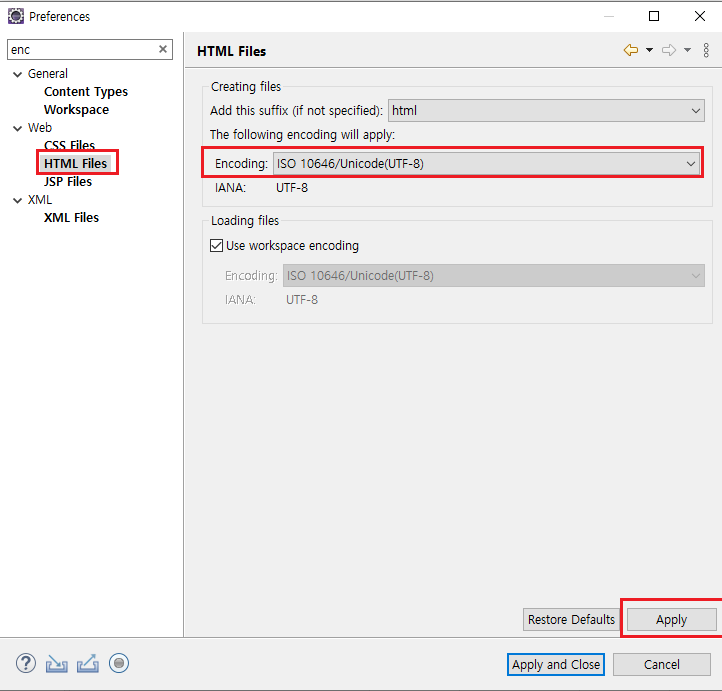 Preferences
enc
HTML Files
General
Content Types
Workspace
Web
CSS Files
HTML Files
JSP Files
XML
XML Files
Creating files
Add this suffix (if not specified): html
The following encoding will apply:
Encoding: ISO 10646/Unicode(UTF-8)
IANA: UTF-8
Loading files
Use workspace encoding
Encoding: ISO 10646/Unicode(UTF-8)
IANA: UTF-8
Restore Defaults Apply
? Apply and Close Cancel